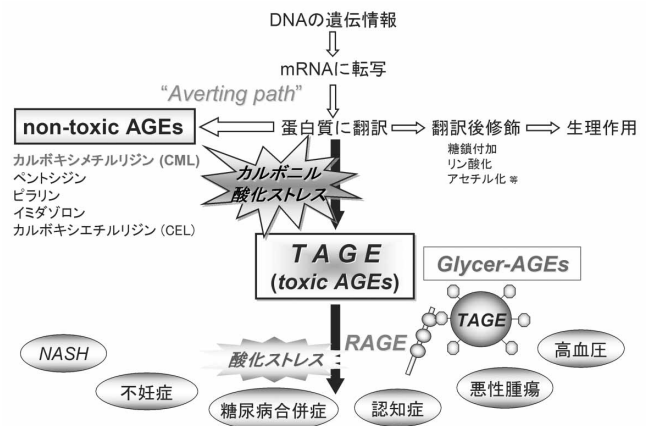 DNAの遺伝情報
mRNAに転写
“Averting path”
non-toxic AGEs
蛋白質に翻訳
翻訳後修飾
生理作用
糖鎖付加
リン酸化
アセチル化 等
カルボキシメチルリジン (CML)
ペントシジン
ピラリン
イミダゾロン
カルボキシエチルリジン (CEL)
カルボニル
酸化ストレス
TAGE
(toxic AGEs)
Glycer-AGEs
TAGE
RAGE
酸化ストレス
NASH
不妊症
糖尿病合併症
認知症
悪性腫瘍
高血圧